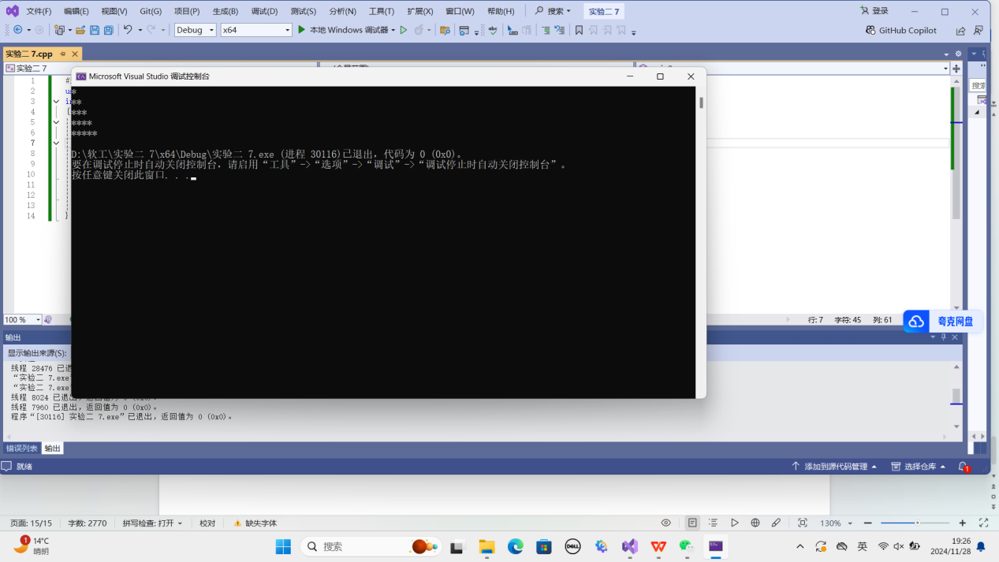 文件(F) 编辑(E) 视图(V) Git(G) 项目(P) 生成(B) 调试(D) 测试(S) 分析(N) 工具(T) 扩展(X) 窗口(W) 帮助(H) 搜索 实验二 7 登录
Debug x64 本地 Windows 调试器 GitHub Copilot
实验二 7.cpp
实验二 7
搜索
Microsoft Visual Studio 调试控制台
1
2
3
4
5
6
7
8
9
10
11
12
13
14
*
**
***
****
*****
D:\软工\实验二 7\x64\Debug\实验二 7.exe (进程 30116)已退出，代码为 0 (0x0)。
要在调试停止时自动关闭控制台，请启用“工具”->“选项”->“调试”->“调试停止时自动关闭控制台”。
按任意键关闭此窗口. . .
100 % 行: 7 字符: 45 列: 61
夸克网盘
输出
显示输出来源(S):
线程 28476 已退
“实验二 7.exe”
“实验二 7.exe”
线程 8024 已退出，返回值为 0 (0x0)。
线程 7960 已退出，返回值为 0 (0x0)。
程序“[30116] 实验二 7.exe”已退出，返回值为 0 (0x0)。
错误列表 输出
就绪 添加到源代码管理 选择仓库 1
页面: 15/15 字数: 2770 拼写检查: 打开 校对 缺失字体 130%
1 14°C
晴朗
搜索
DELL
英
19:26
2024/11/28